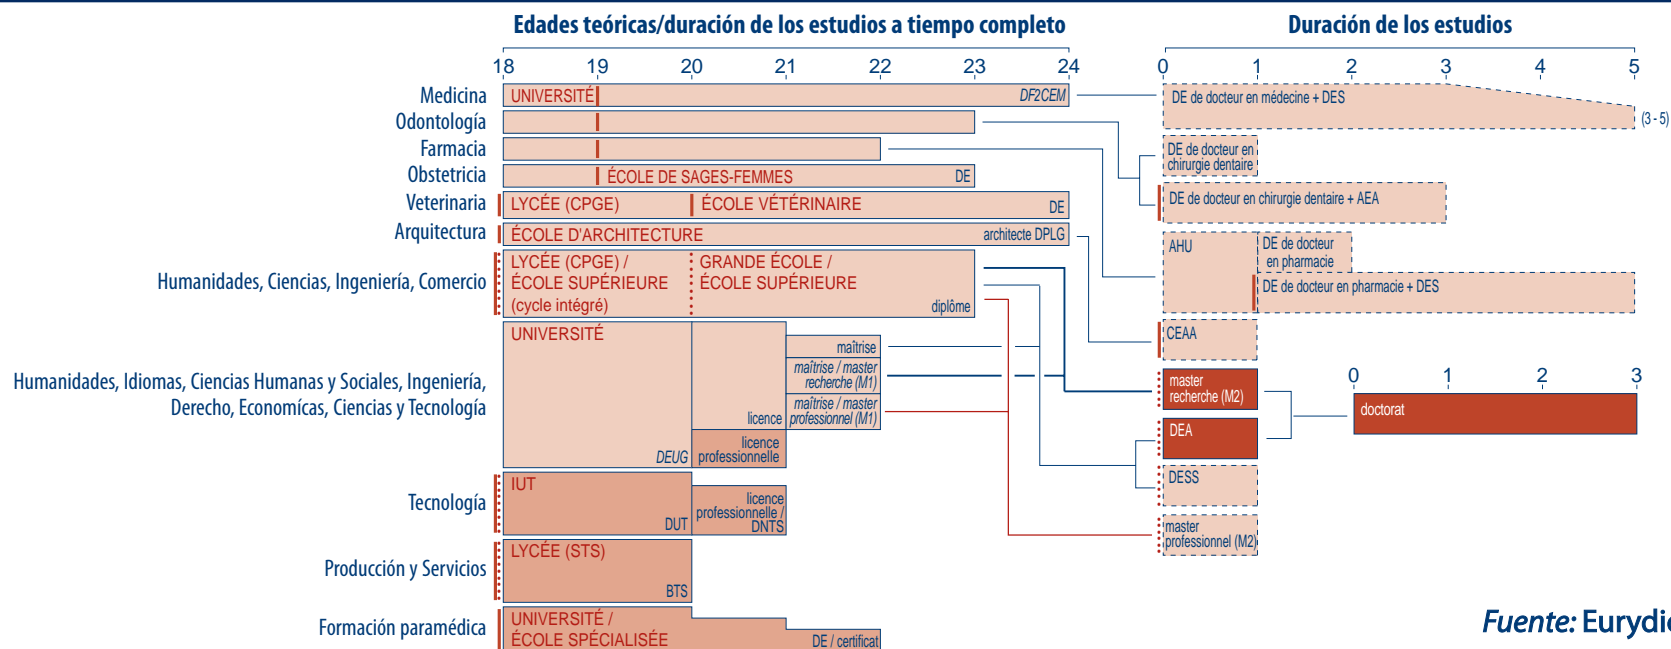 Edades teóricas/duración de los estudios a tiempo completo
Duración de los estudios
18 19 20 21 22 23 24
0 1 2 3 4 5
Medicina
UNIVERSITÉ
DF2CEM
DE de docteur en médecine + DES
(3 - 5)
Odontología
Farmacia
DE de docteur en
chirurgie dentaire
Obstetricia
ÉCOLE DE SAGES-FEMMES
DE
DE de docteur en chirurgie dentaire + AEA
Veterinaria
LYCÉE (CPGE)
ÉCOLE VÉTÉRINAIRE
DE
Arquitectura
ÉCOLE D'ARCHITECTURE
architecte DPLG
AHU
DE de docteur
en pharmacie
DE de docteur en pharmacie + DES
Humanidades, Ciencias, Ingeniería, Comercio
LYCÉE (CPGE) /
ÉCOLE SUPÉRIEURE
(cycle intégré)
GRANDE ÉCOLE /
ÉCOLE SUPÉRIEURE
diplôme
CEAA
Humanidades, Idiomas, Ciencias Humanas y Sociales, Ingeniería,
Derecho, Economícas, Ciencias y Tecnología
UNIVERSITÉ
DEUG
licence
licence
professionnelle
maîtrise
maîtrise / master
recherche (M1)
maîtrise / master
professionnel (M1)
master
recherche (M2)
DEA
DESS
master
professionnel (M2)
0 1 2 3
doctorat
Tecnología
IUT
DUT
licence
professionnelle /
DNTS
Producción y Servicios
LYCÉE (STS)
BTS
Formación paramédica
UNIVERSITÉ /
ÉCOLE SPÉCIALISÉE
DE / certificat
Fuente: